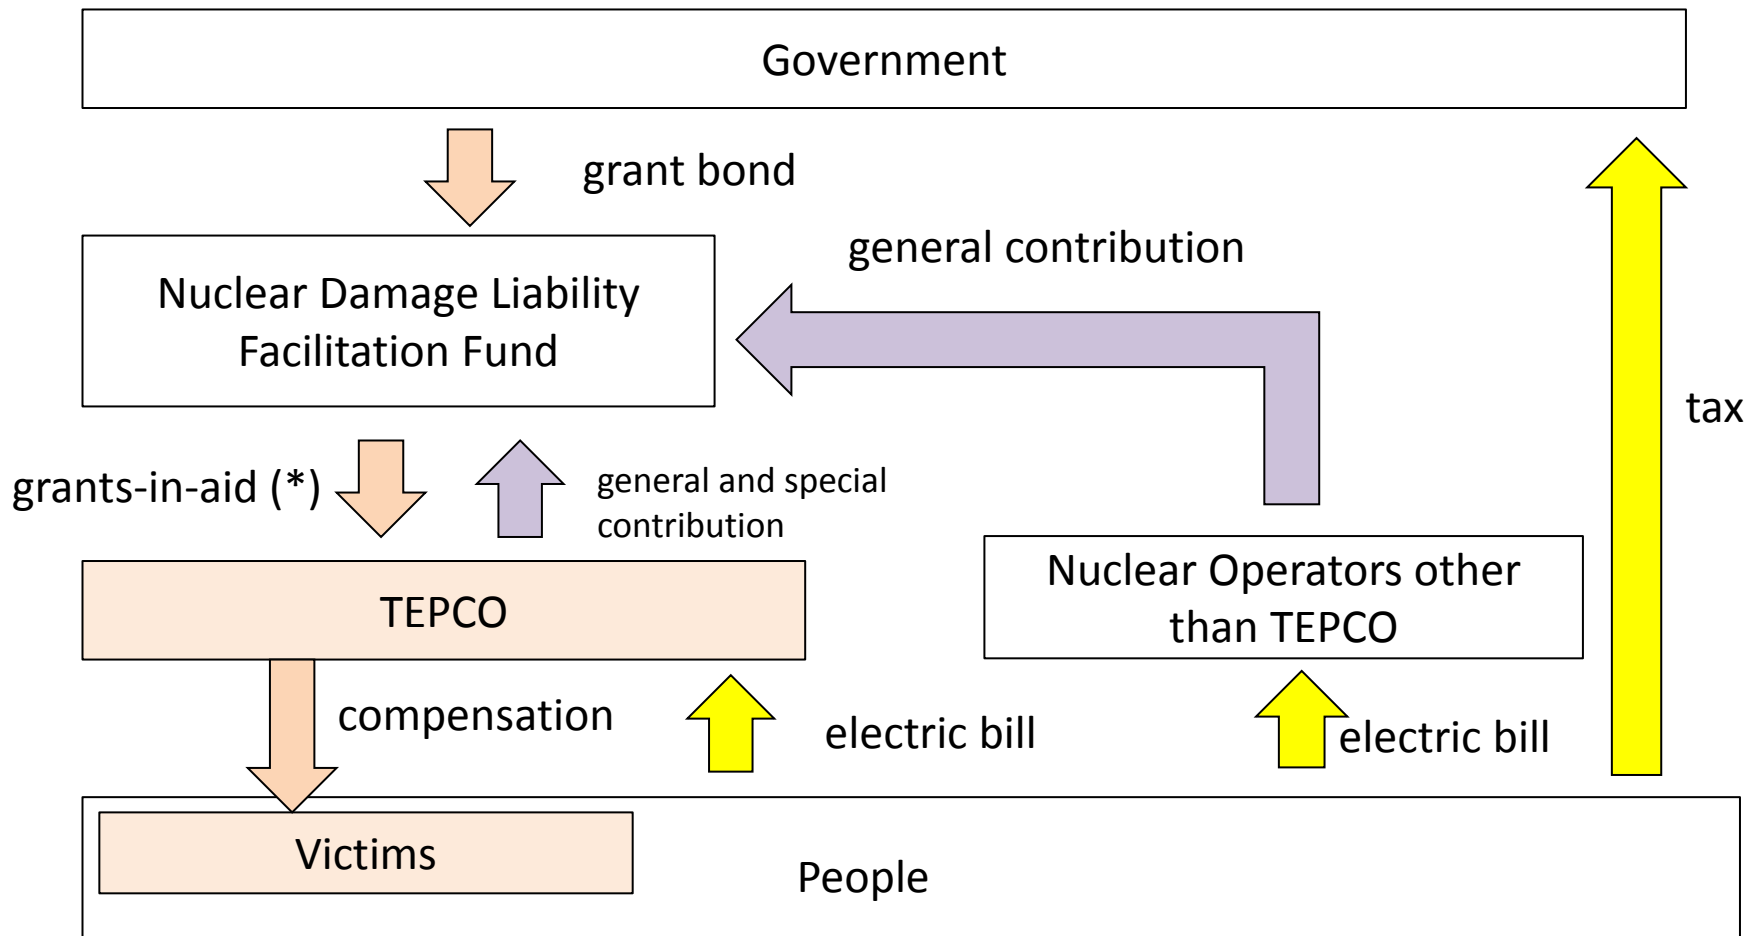 Government
grant bond
general contribution
Nuclear Damage Liability
Facilitation Fund
tax
grants-in-aid (*)
general and special
contribution
Nuclear Operators other
than TEPCO
TEPCO
compensation
electric bill
electric bill
Victims
People